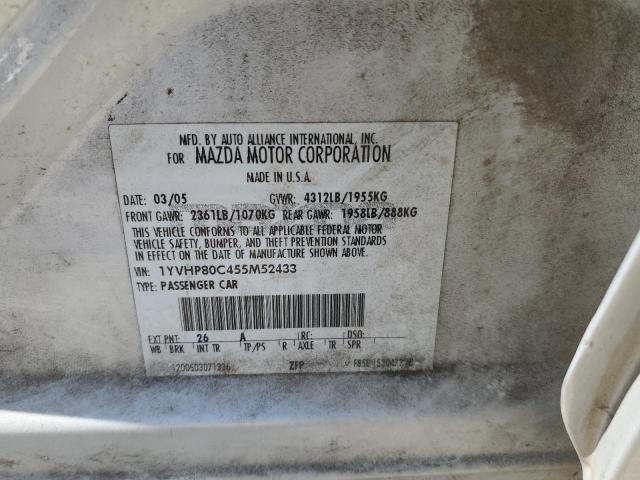 MFD. BY AUTO ALLIANCE INTERNATIONAL, INC.
FOR MAZDA MOTOR CORPORATION
MADE IN U.S.A.
DATE: 03/05 GVWR: 4312LB/1955KG
FRONT GAWR: 2361LB/1070KG REAR GAWR: 1958LB/888KG
THIS VEHICLE CONFORMS TO ALL APPLICABLE FEDERAL MOTOR
VEHICLE SAFETY, BUMPER, AND THEFT PREVENTION STANDARDS
IN EFFECT ON THE DATE OF MANUFACTURE SHOWN ABOVE.
VIN: 1YVHP80C455M52433
TYPE: PASSENGER CAR
EXT PNT: 26 A RC: DSO:
WB BRK INT TR TP/PS R AXLE TR SPR
ZFP